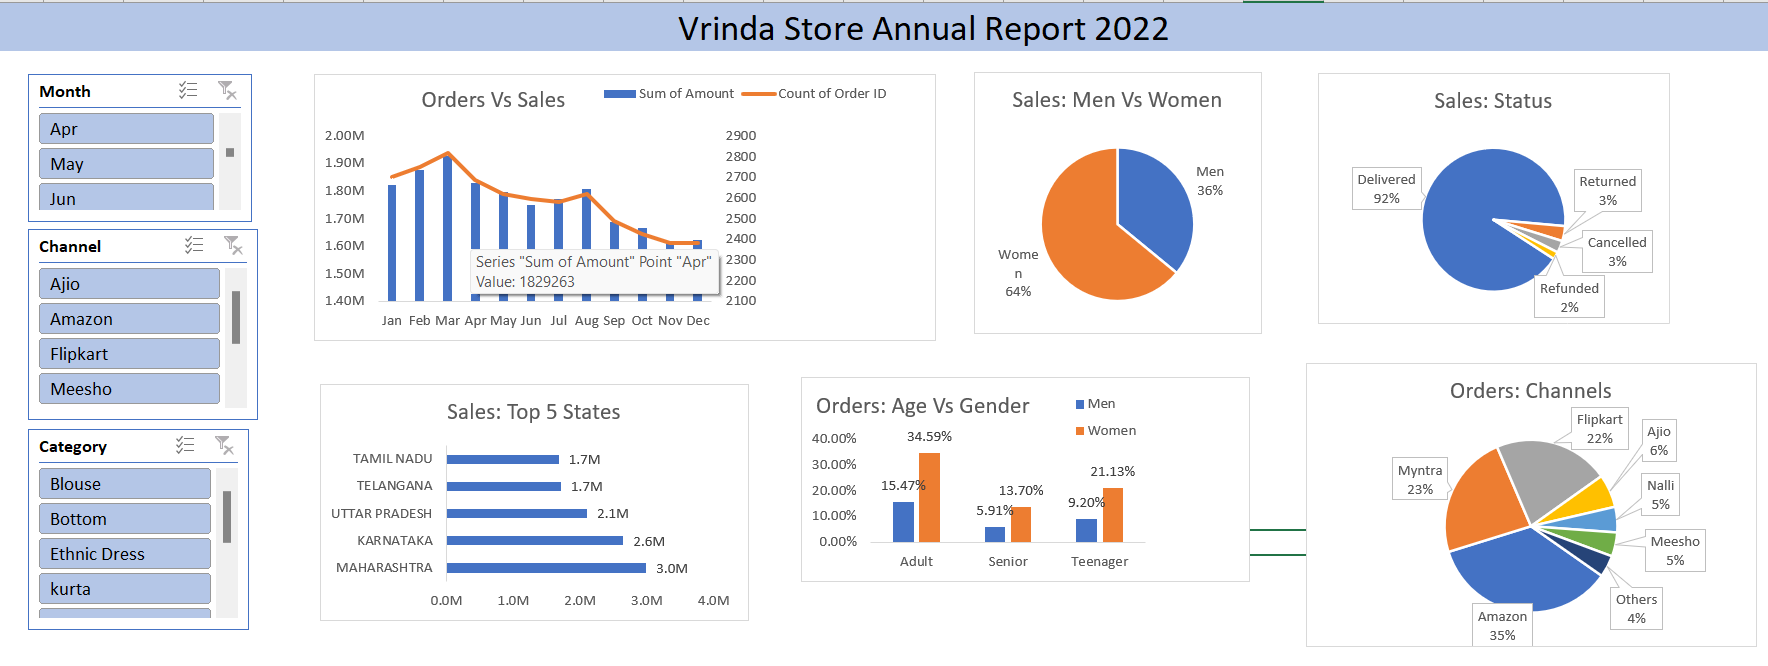 Vrinda Store Annual Report 2022
Month
Apr
May
Jun
Channel
Ajio
Amazon
Flipkart
Meesho
Category
Blouse
Bottom
Ethnic Dress
kurta
Orders Vs Sales
Sum of Amount
Count of Order ID
2.00M
1.90M
1.80M
1.70M
1.60M
1.50M
1.40M
2900
2800
2700
2600
2500
2400
2300
2200
2100
Series "Sum of Amount" Point "Apr"
Value: 1829263
Jan Feb Mar Apr May Jun Jul Aug Sep Oct Nov Dec
Sales: Men Vs Women
Men
36%
Wome
n
64%
Sales: Status
Delivered
92%
Returned
3%
Cancelled
3%
Refunded
2%
Sales: Top 5 States
TAMIL NADU 1.7M
TELANGANA 1.7M
UTTAR PRADESH 2.1M
KARNATAKA 2.6M
MAHARASHTRA 3.0M
0.0M 1.0M 2.0M 3.0M 4.0M
Orders: Age Vs Gender
Men
Women
40.00%
30.00%
20.00%
10.00%
0.00%
34.59%
15.47%
13.70%
5.91%
21.13%
9.20%
Adult Senior Teenager
Orders: Channels
Flipkart
22%
Ajio
6%
Myntra
23%
Nalli
5%
Meesho
5%
Others
4%
Amazon
35%